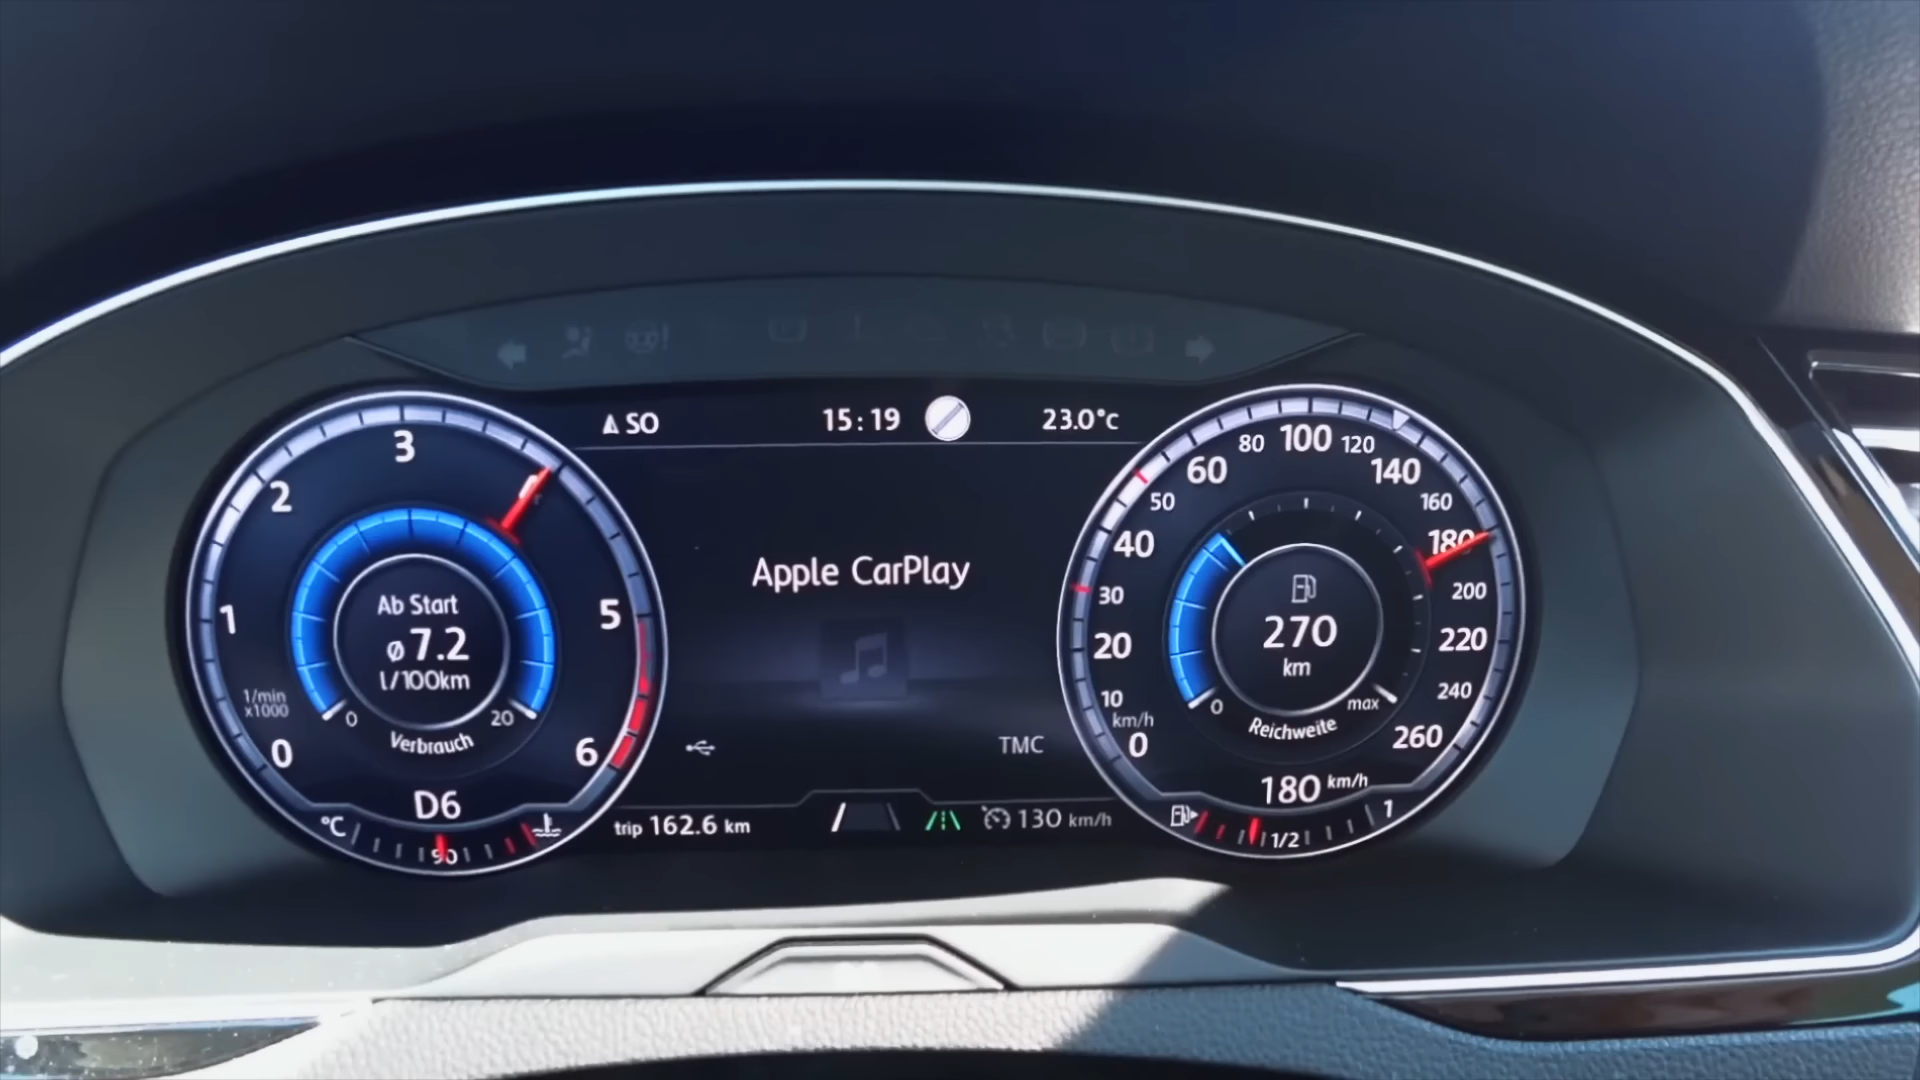 SO
15:19
23.0°C
3
2
1
5
6
0
1/min
x1000
Ab Start
ø 7.2
l/100km
0
20
Verbrauch
D6
°C
90
Apple CarPlay
TMC
trip 162.6 km
130 km/h
100
80
120
60
140
50
160
40
180
30
200
20
220
10
240
km/h
0
260
270
km
0
max
Reichweite
180 km/h
1/2
1